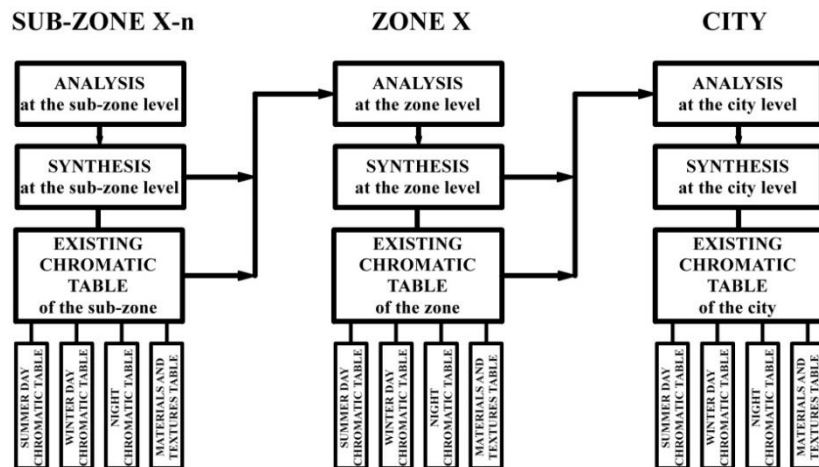 SUB-ZONE X-n
ANALYSIS
at the sub-zone level
SYNTHESIS
at the sub-zone level
EXISTING
CHROMATIC
TABLE
of the sub-zone
SUMMER DAY
CHROMATIC TABLE
WINTER DAY
CHROMATIC TABLE
NIGHT
CHROMATIC TABLE
MATERIALS AND
TEXTURES TABLE
ZONE X
ANALYSIS
at the zone level
SYNTHESIS
at the zone level
EXISTING
CHROMATIC
TABLE
of the zone
SUMMER DAY
CHROMATIC TABLE
WINTER DAY
CHROMATIC TABLE
NIGHT
CHROMATIC TABLE
MATERIALS AND
TEXTURES TABLE
CITY
ANALYSIS
at the city level
SYNTHESIS
at the city level
EXISTING
CHROMATIC
TABLE
of the city
SUMMER DAY
CHROMATIC TABLE
WINTER DAY
CHROMATIC TABLE
NIGHT
CHROMATIC TABLE
MATERIALS AND
TEXTURES TABLE